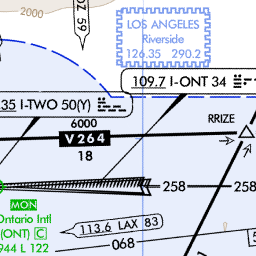 2000
OZ 59
LOS ANGELES
Riverside
126.35 290.2
109.7 I-ONT 34
35 I-TWO 50(Y)
6000
V 264
18
RRIZE
258
258
MON
Ontario Intl
(ONT) C
944 L 122
113.6 LAX 83
068